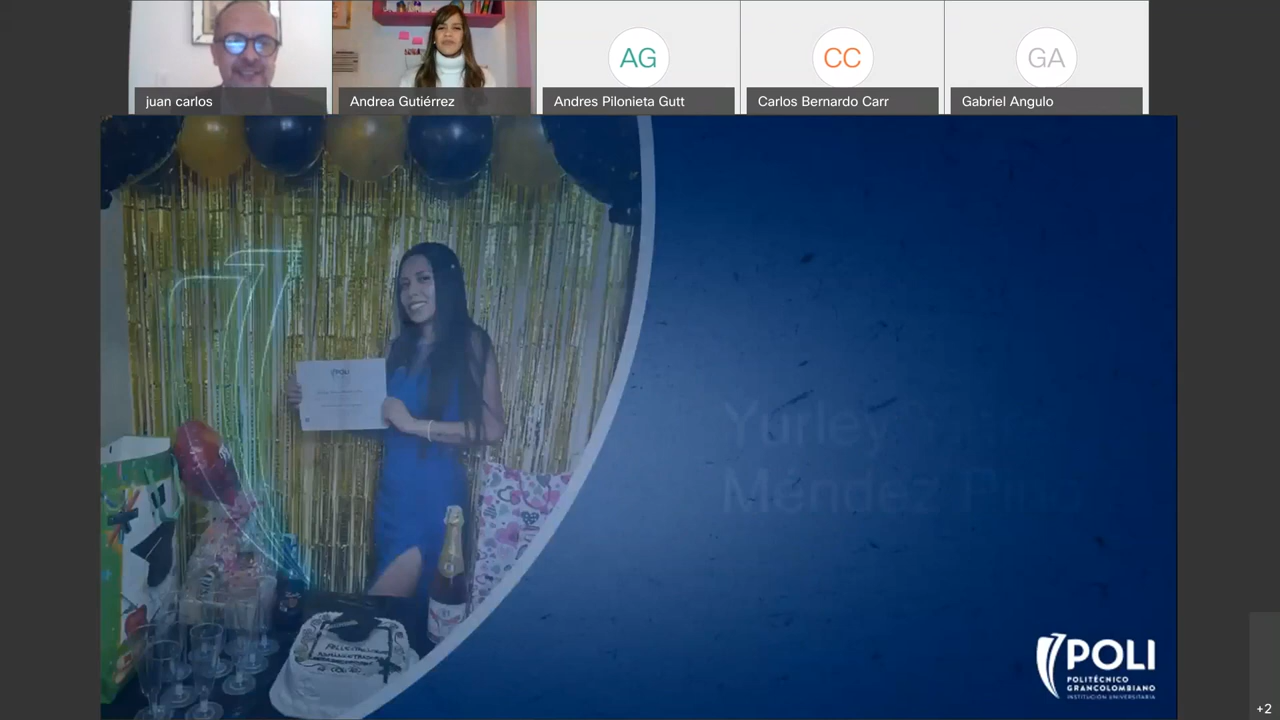 AG
CC
GA
juan carlos
Andrea Gutiérrez
Andres Pilonieta Gutt
Carlos Bernardo Carr
Gabriel Angulo
POLI
Yurley
Méndez
POLI
POLITÉCNICO
GRANCOLOMBIANO
INSTITUCIÓN UNIVERSITARIA
+2